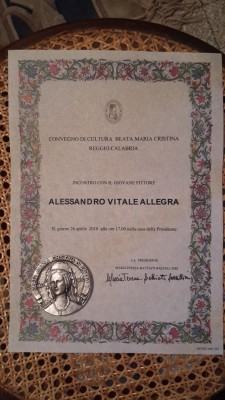 CONVEGNO DI CULTURA BEATA MARIA CRISTINA
REGGIO CALABRIA
INCONTRO CON IL GIOVANE PITTORE
ALESSANDRO VITALE ALLEGRA
Il giorno 26 aprile 2018 alle ore 17,00 nella casa della Presidente
LA PRESIDENTE